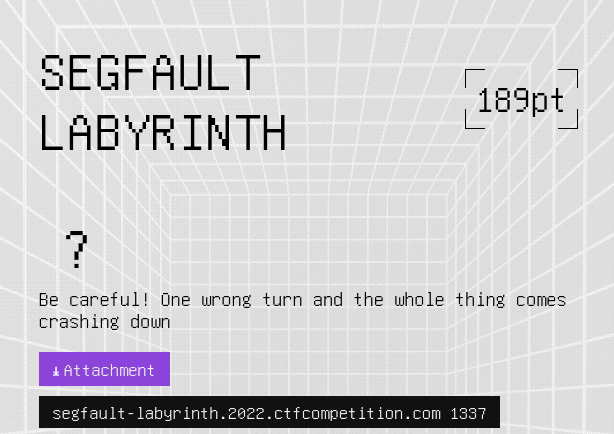 SEGFAULT
LABYRINTH
189pt
?
Be careful! One wrong turn and the whole thing comes
crashing down
Attachment
segfault-labyrinth.2022.ctfcompetition.com 1337